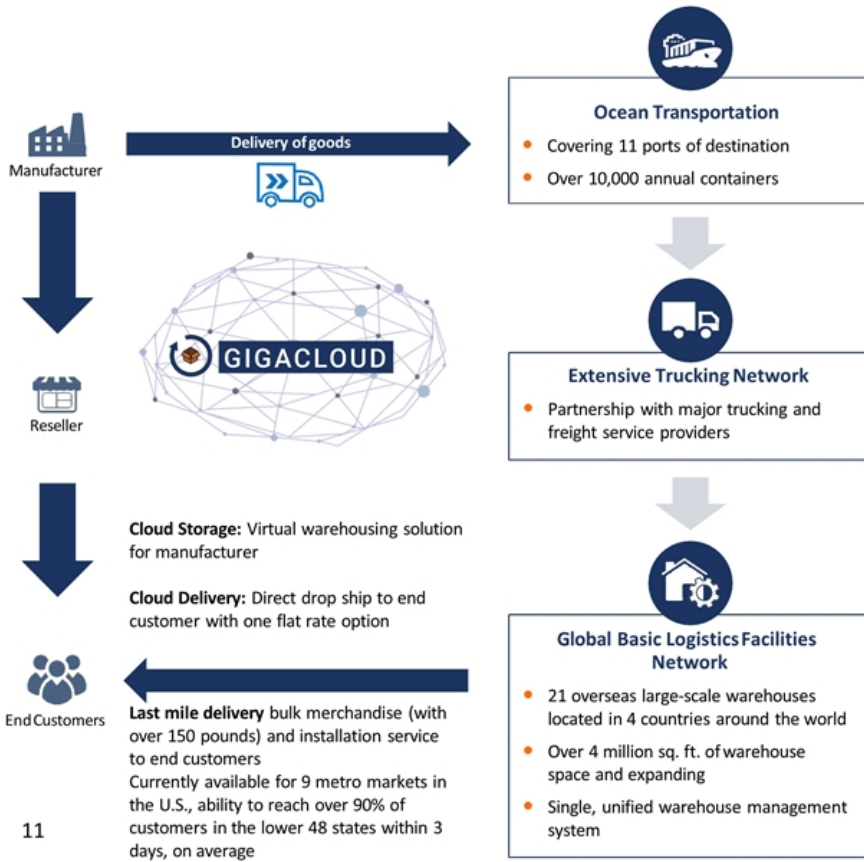 Ocean Transportation
• Covering 11 ports of destination
• Over 10,000 annual containers
Manufacturer
Delivery of goods
GIGACLOUD
Extensive Trucking Network
• Partnership with major trucking and
freight service providers
Reseller
Cloud Storage: Virtual warehousing solution
for manufacturer
Cloud Delivery: Direct drop ship to end
customer with one flat rate option
Global Basic Logistics Facilities
Network
• 21 overseas large-scale warehouses
located in 4 countries around the world
• Over 4 million sq. ft. of warehouse
space and expanding
• Single, unified warehouse management
system
End Customers
Last mile delivery bulk merchandise (with
over 150 pounds) and installation service
to end customers
Currently available for 9 metro markets in
the U.S., ability to reach over 90% of
customers in the lower 48 states within 3
days, on average
11